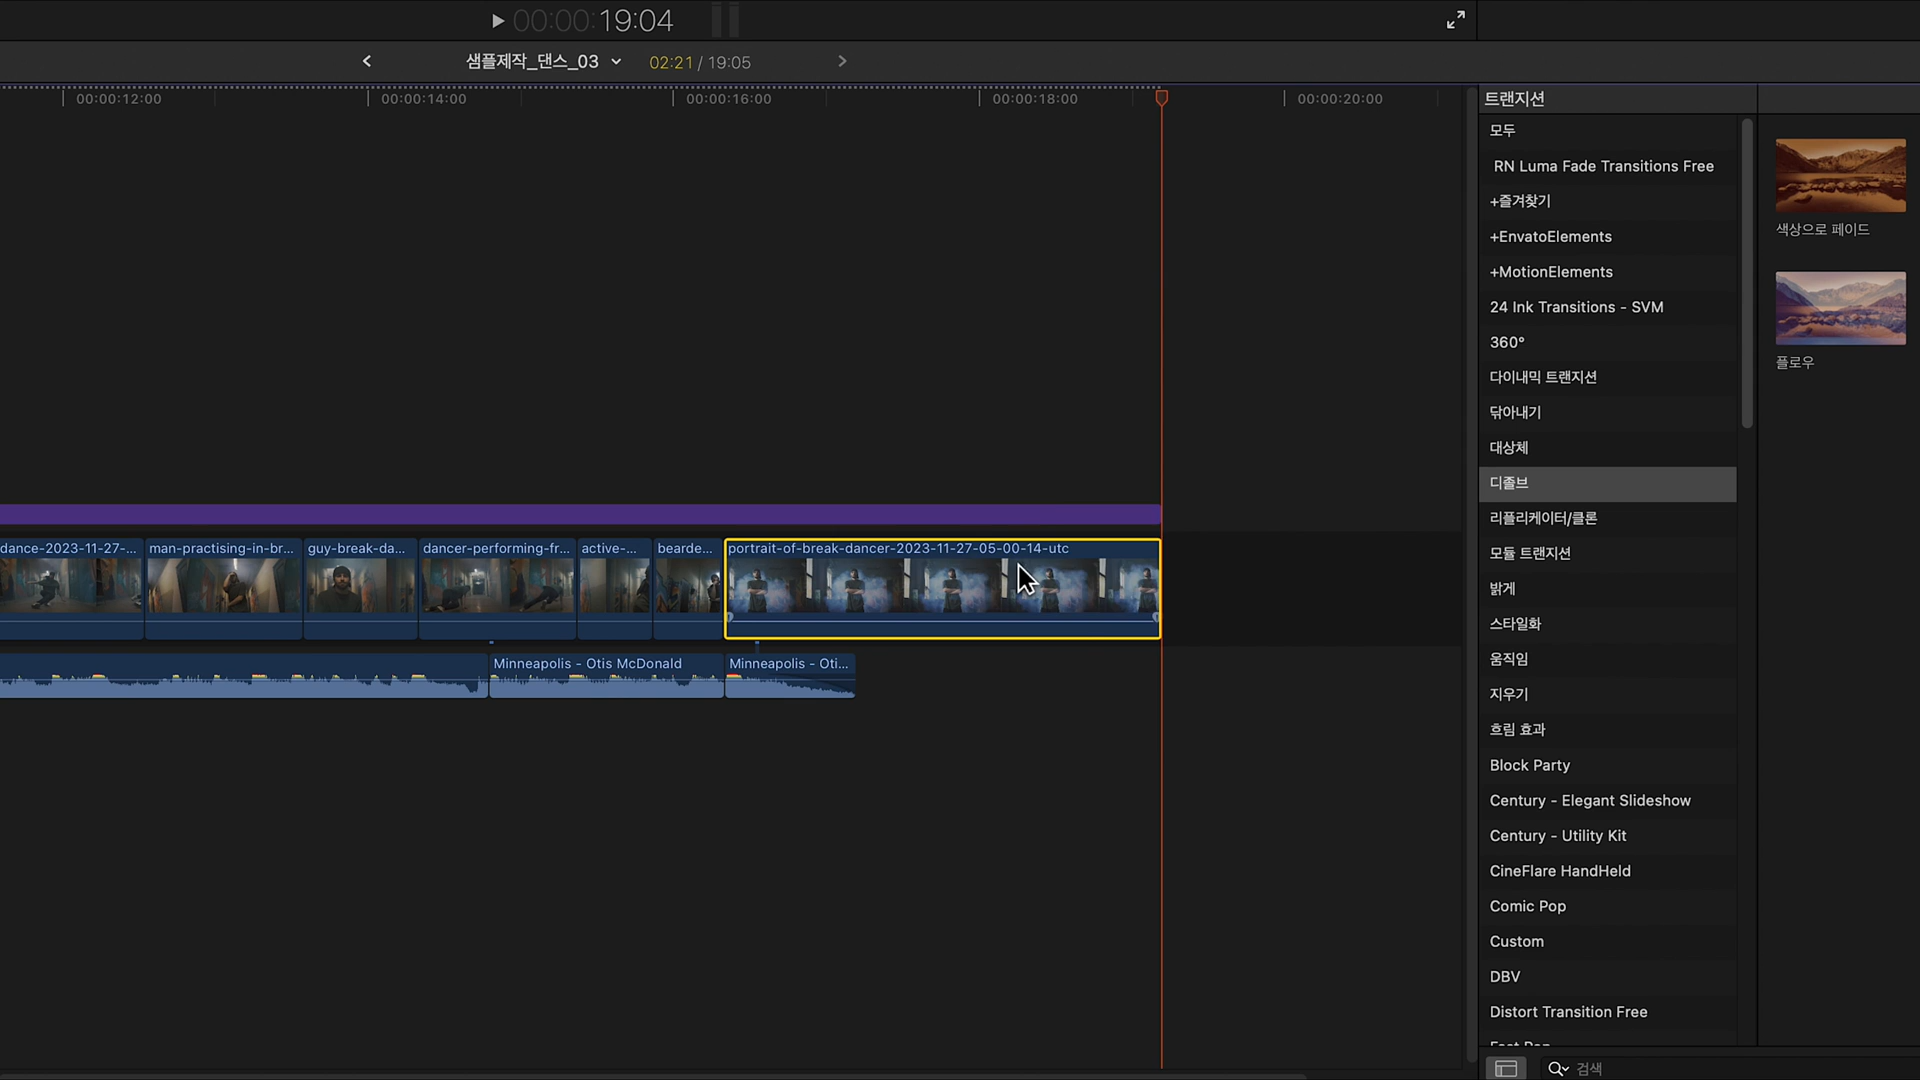 00:00:19:04
샘플제작_댄스_03
02:21 / 19:05
00:00:12:00
00:00:14:00
00:00:16:00
00:00:18:00
00:00:20:00
dance-2023-11-27-...
man-practising-in-br...
guy-break-da...
dancer-performing-fr...
active-...
bearde...
portrait-of-break-dancer-2023-11-27-05-00-14-utc
Minneapolis - Otis McDonald
Minneapolis - Oti...
트랜지션
모두
RN Luma Fade Transitions Free
+즐겨찾기
+EnvatoElements
+MotionElements
24 Ink Transitions - SVM
360°
다이내믹 트랜지션
닦아내기
대상체
디졸브
리플리케이터/클론
모듈 트랜지션
밝게
스타일화
움직임
지우기
흐림 효과
Block Party
Century - Elegant Slideshow
Century - Utility Kit
CineFlare HandHeld
Comic Pop
Custom
DBV
Distort Transition Free
색상으로 페이드
플로우
검색